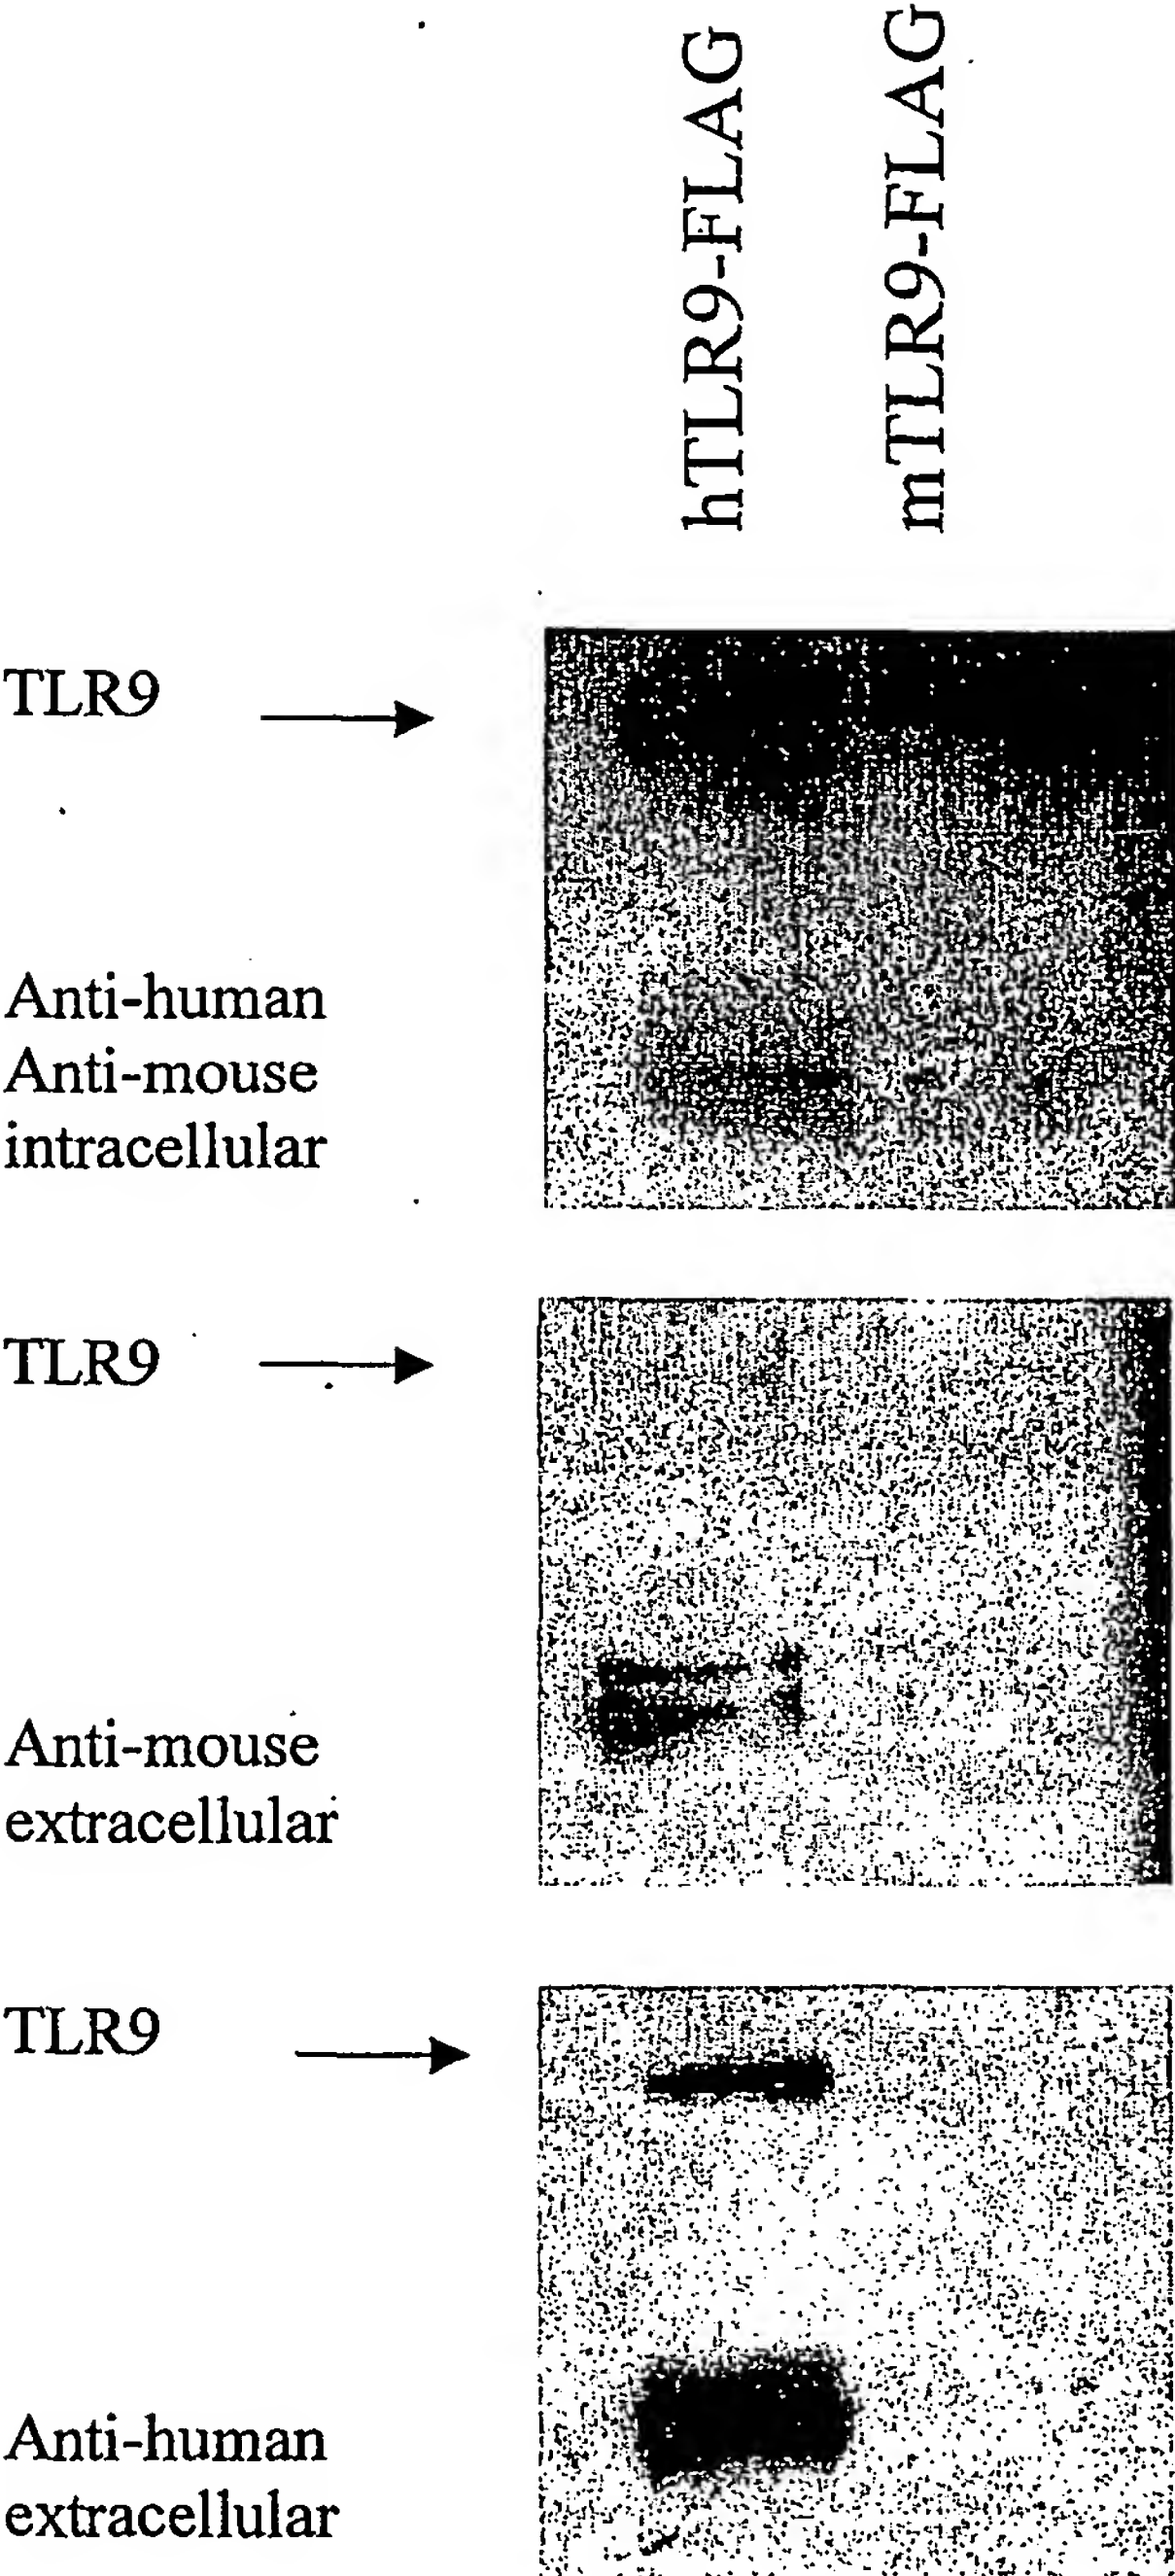 hTLR9-FLAG
mTLR9-FLAG
TLR9
Anti-human
Anti-mouse
intracellular
TLR9
Anti-mouse
extracellular
TLR9
Anti-human
extracellular